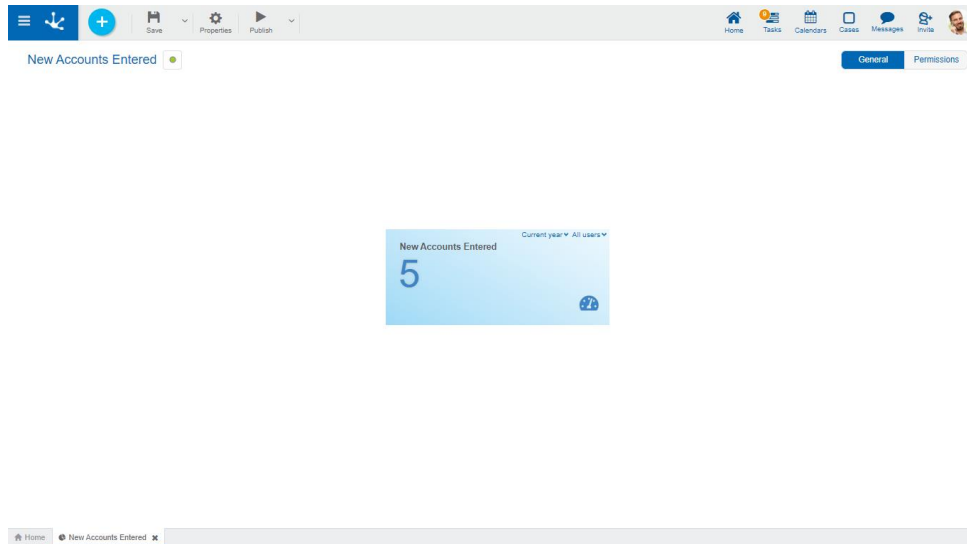 Save
Properties
Publish
Home
9
Tasks
Calendars
Cases
Messages
Invite
New Accounts Entered
General
Permissions
Current year All users
New Accounts Entered
5
Home
New Accounts Entered